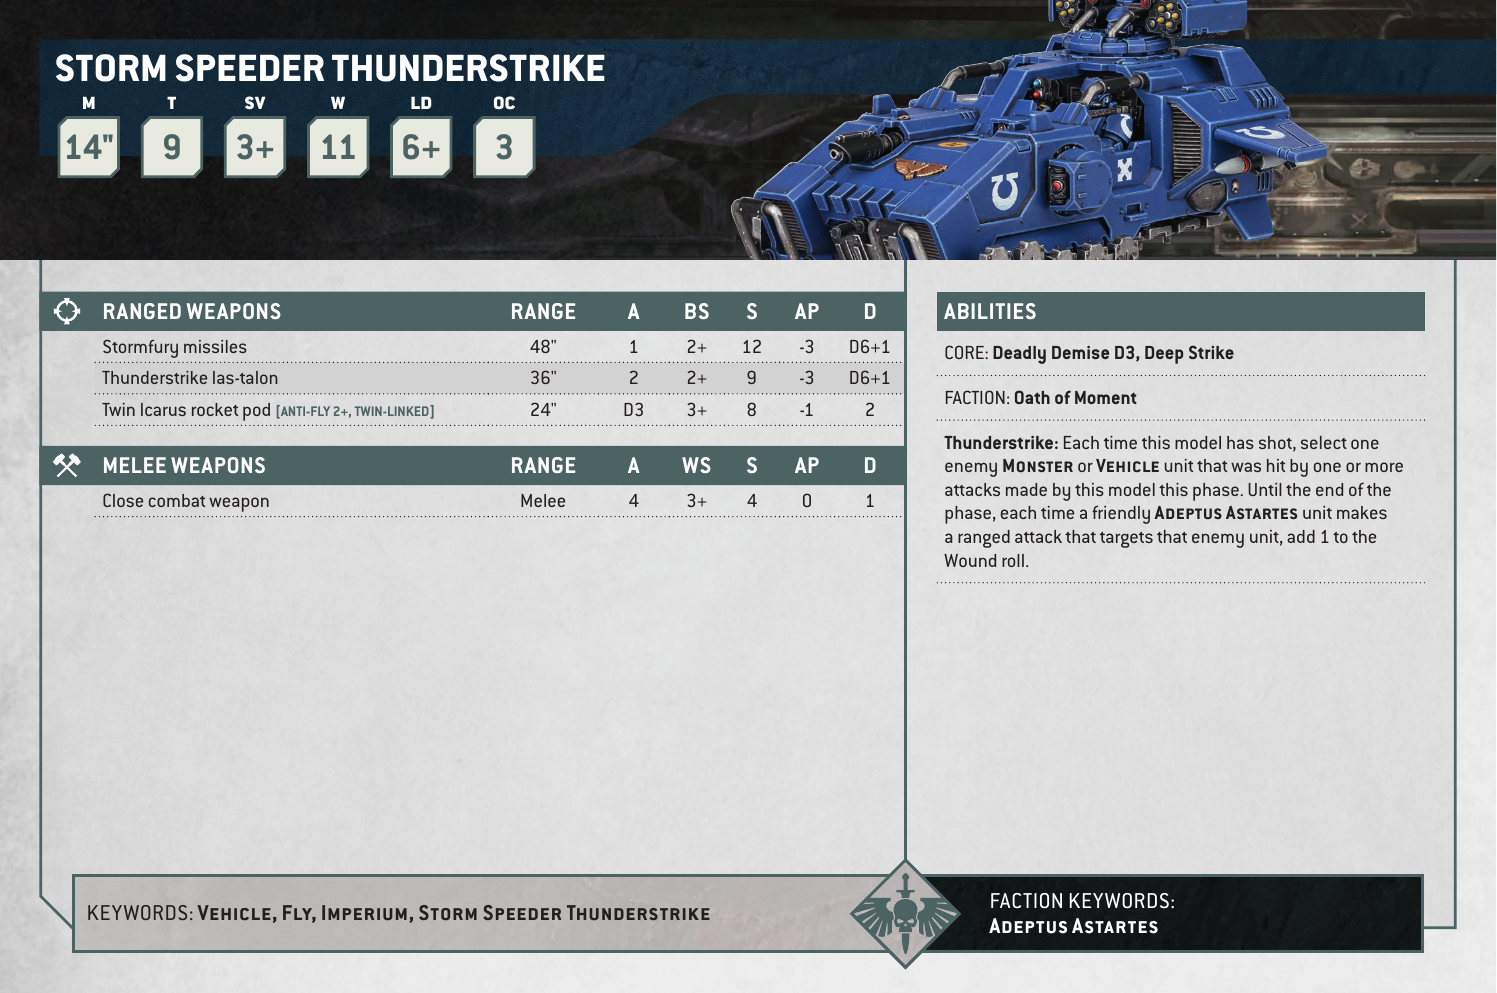 STORM SPEEDER THUNDERSTRIKE
M T SV W LD OC
14" 9 3+ 11 6+ 3
RANGED WEAPONS RANGE A BS S AP D
Stormfury missiles 48" 1 2+ 12 -3 D6+1
Thunderstrike las-talon 36" 2 2+ 9 -3 D6+1
Twin Icarus rocket pod [ANTI-FLY 2+, TWIN-LINKED] 24" D3 3+ 8 -1 2
MELEE WEAPONS RANGE A WS S AP D
Close combat weapon Melee 4 3+ 4 0 1
ABILITIES
CORE: Deadly Demise D3, Deep Strike
FACTION: Oath of Moment
Thunderstrike: Each time this model has shot, select one
enemy MONSTER or VEHICLE unit that was hit by one or more
attacks made by this model this phase. Until the end of the
phase, each time a friendly ADEPTUS ASTARTES unit makes
a ranged attack that targets that enemy unit, add 1 to the
Wound roll.
KEYWORDS: VEHICLE, FLY, IMPERIUM, STORM SPEEDER THUNDERSTRIKE
FACTION KEYWORDS:
ADEPTUS ASTARTES